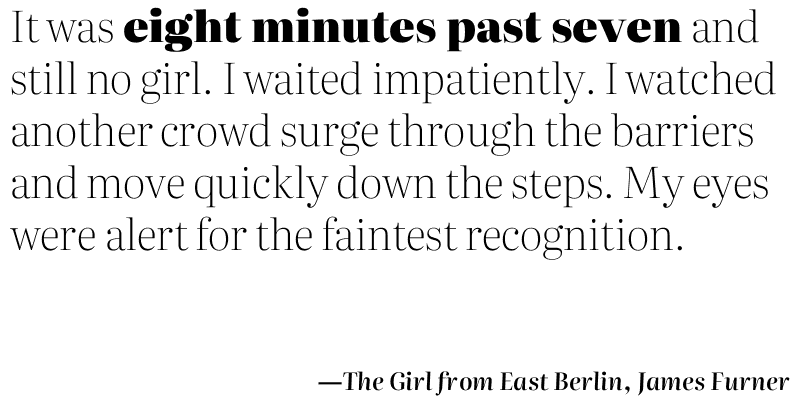 It was eight minutes past seven and
still no girl. I waited impatiently. I watched
another crowd surge through the barriers
and move quickly down the steps. My eyes
were alert for the faintest recognition.
—The Girl from East Berlin, James Furner